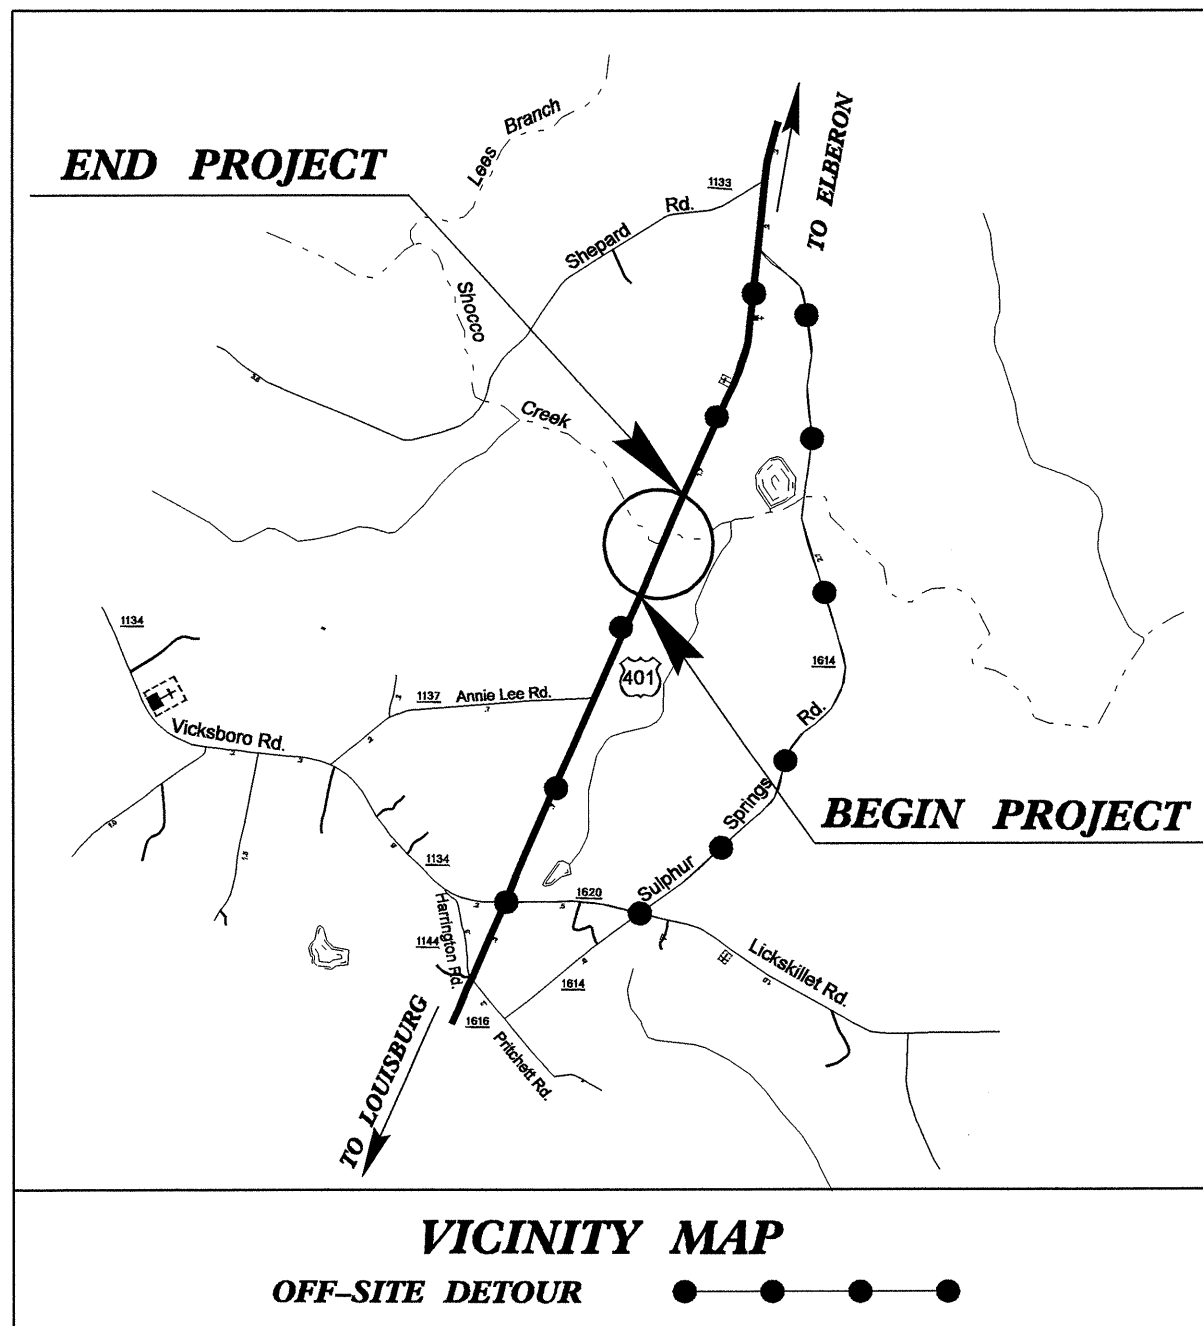 Lees Branch
END PROJECT
TO ELBERON
1133
Shepard Rd.
Shocco
Creek
1134
401
1614
1137 Annie Lee Rd.
Vicksboro Rd.
Sulphur Springs Rd.
BEGIN PROJECT
1134
1620
Harrington Rd.
1144
Lickskillet Rd.
1614
1616
Pritchett Rd.
TO LOUISBURG
VICINITY MAP
OFF-SITE DETOUR